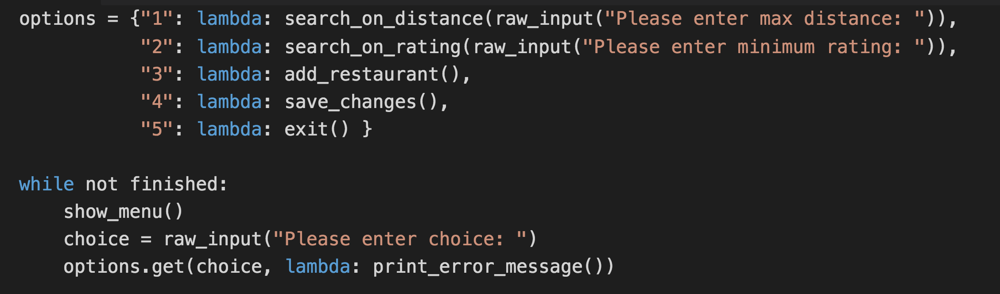 options = {"1": lambda: search_on_distance(raw_input("Please enter max distance: ")),
"2": lambda: search_on_rating(raw_input("Please enter minimum rating: ")),
"3": lambda: add_restaurant(),
"4": lambda: save_changes(),
"5": lambda: exit() }
while not finished:
show_menu()
choice = raw_input("Please enter choice: ")
options.get(choice, lambda: print_error_message())